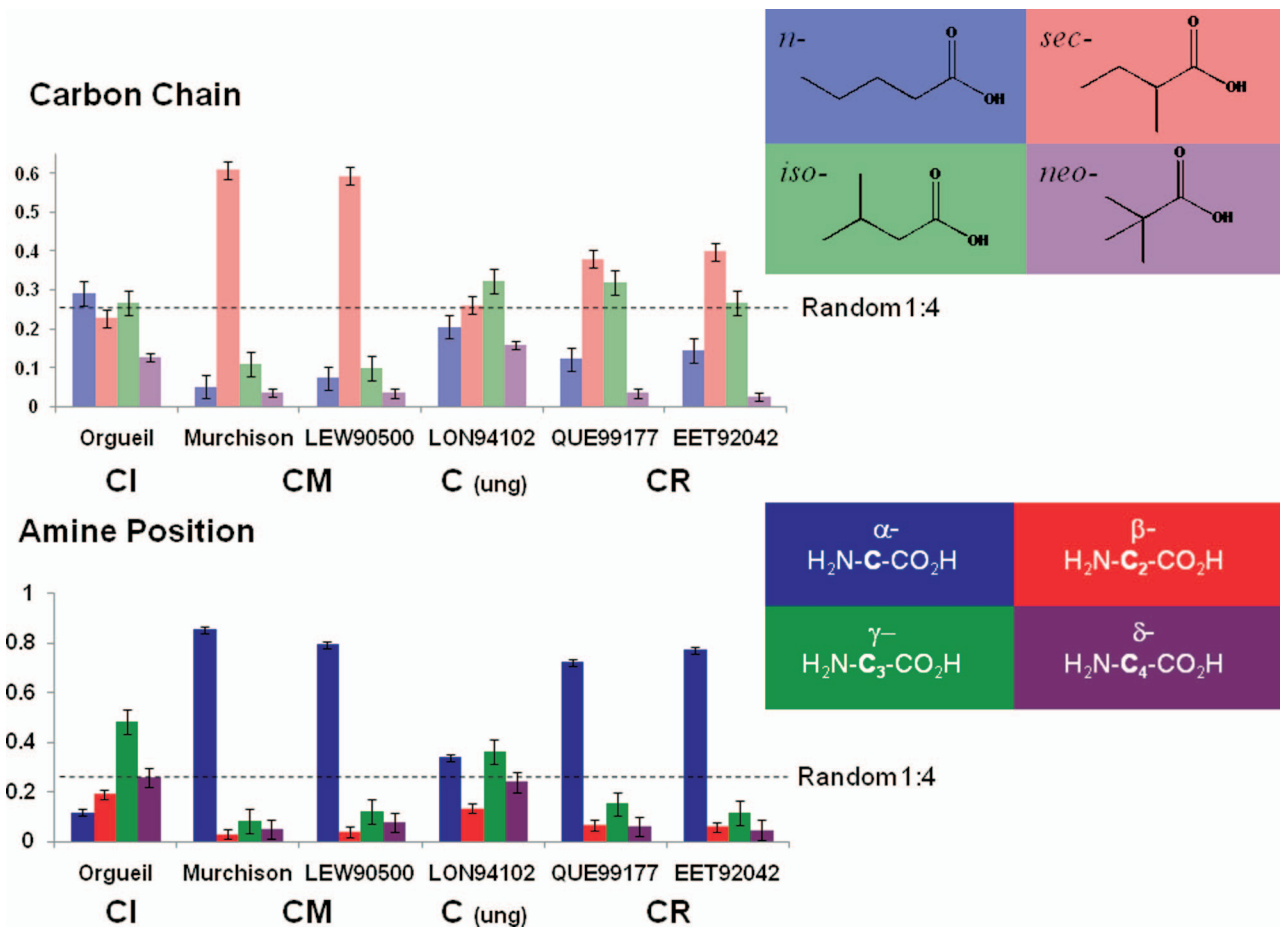 Carbon Chain
0.6
0.5
0.4
0.3
0.2
0.1
0
Random 1:4
Orgueil Murchison LEW90500 LON94102 QUE99177 EET92042
CI CM C (ung) CR
n-
O
OH
sec-
O
OH
iso-
O
OH
neo-
O
OH
Amine Position
1
0.8
0.6
0.4
0.2
0
Random 1:4
Orgueil Murchison LEW90500 LON94102 QUE99177 EET92042
CI CM C (ung) CR
α-
H₂N-C-CO₂H
β-
H₂N-C₂-CO₂H
γ–
H₂N-C₃-CO₂H
δ-
H₂N-C₄-CO₂H